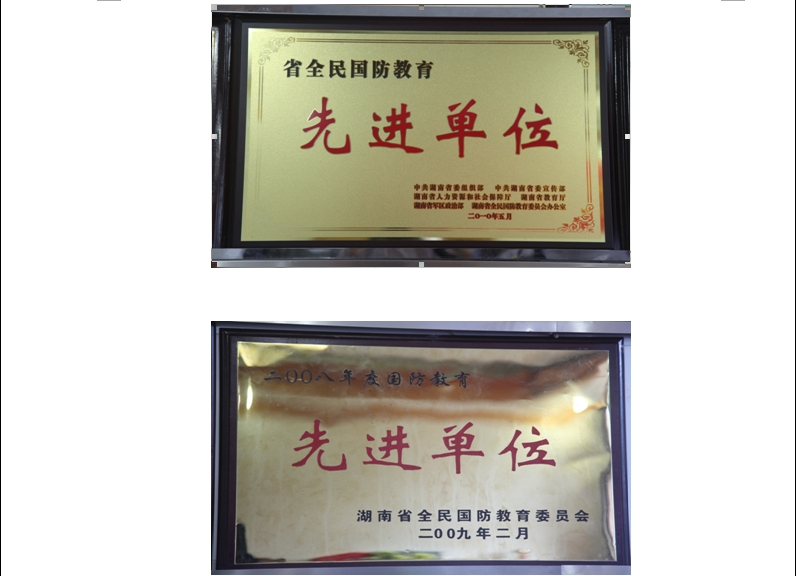 省全民国防教育
先进单位
中共湖南省委组织部 中共湖南省委宣传部
湖南省人力资源和社会保障厅 湖南省教育厅
湖南省军区政治部 湖南省全民国防教育委员会办公室
二〇一〇年五月
二〇〇八年度国防教育
先进单位
湖南省全民国防教育委员会
二00九年二月